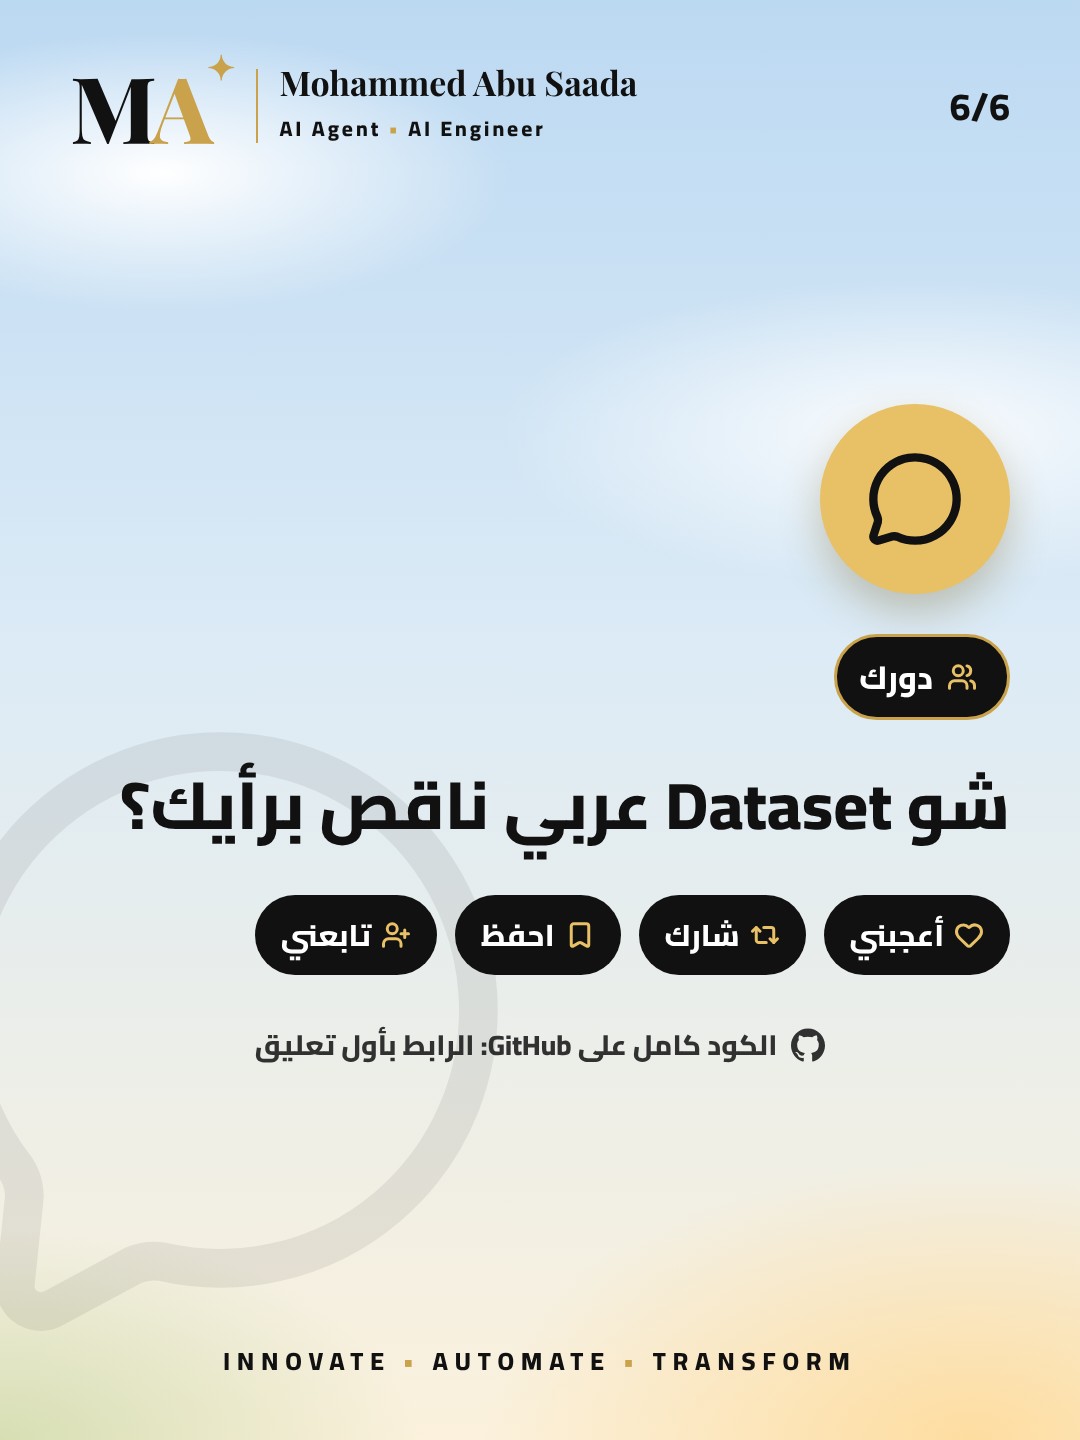 MA
Mohammed Abu Saada
AI Agent ▪ AI Engineer
6/6
دورك
شو Dataset عربي ناقص برأيك؟
أعجبني
شارك
احفظ
تابعني
الكود كامل على GitHub: الرابط بأول تعليق
INNOVATE ▪ AUTOMATE ▪ TRANSFORM